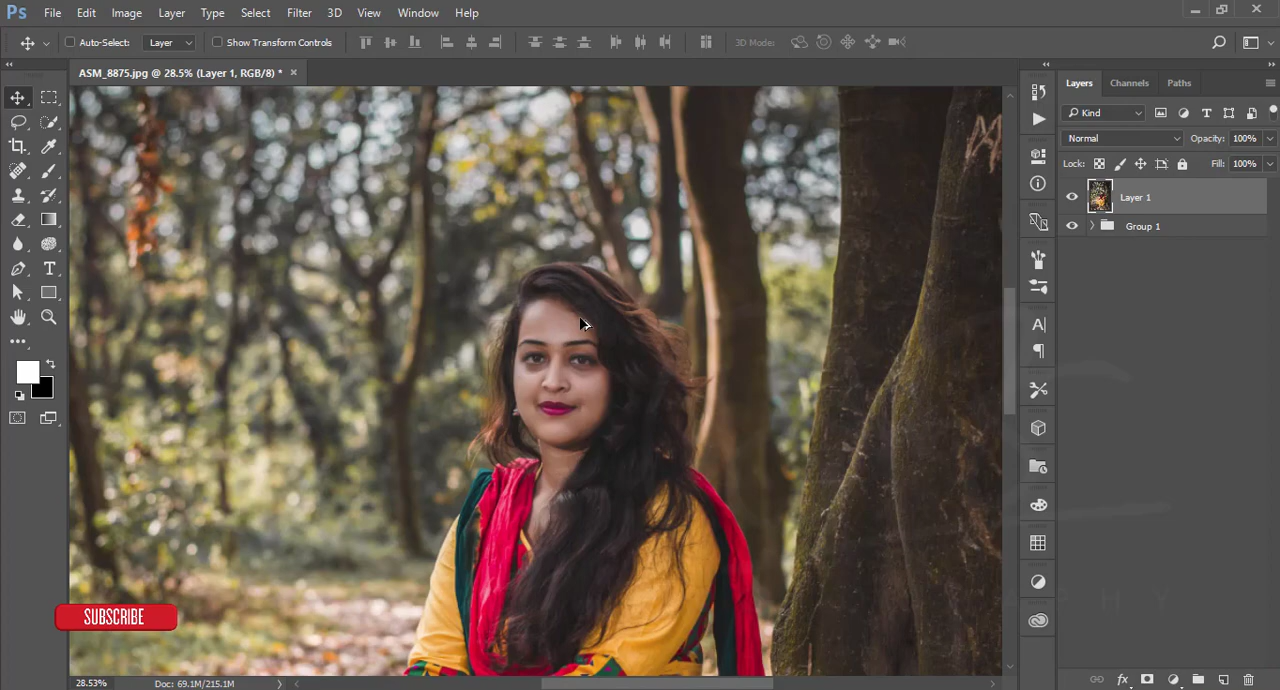 Ps File Edit Image Layer Type Select Filter 3D View Window Help
Auto-Select: Layer Show Transform Controls 3D Mode:
ASM_8875.jpg @ 28.5% (Layer 1, RGB/8) *
Layers Channels Paths
Kind
Normal Opacity: 100%
Lock: Fill: 100%
Layer 1
Group 1
SUBSCRIBE
28.53% Doc: 69.1M/215.1M